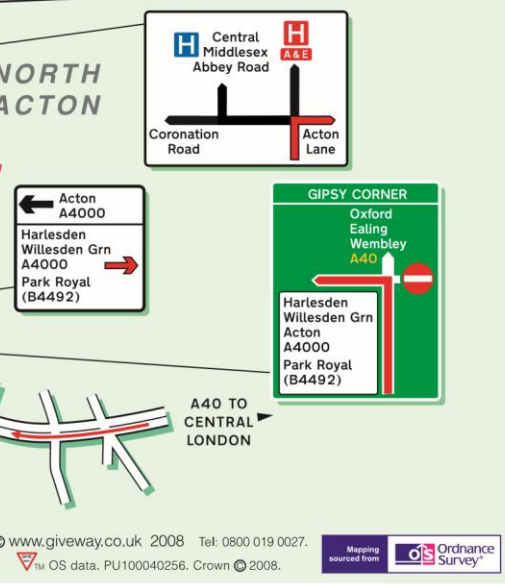 NORTH
ACTON
H Central
Middlesex
Abbey Road
H
A&E
Coronation
Road
Acton
Lane
Acton
A4000
Harlesden
Willesden Grn
A4000
Park Royal
(B4492)
GIPSY CORNER
Oxford
Ealing
Wembley
A40
Harlesden
Willesden Grn
Acton
A4000
Park Royal
(B4492)
A40 TO
CENTRAL
LONDON
© www.giveway.co.uk 2008 Tel: 0800 019 0027.
TM OS data. PU100040256. Crown © 2008.
Mapping
sourced from
OS Ordnance
Survey®